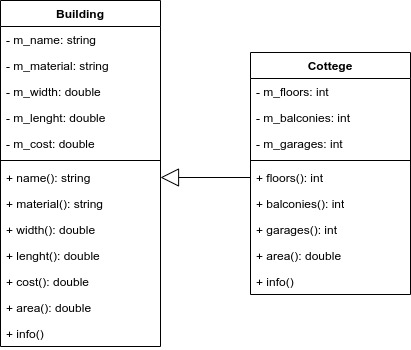 Building
- m_name: string
- m_material: string
- m_width: double
- m_lenght: double
- m_cost: double
+ name(): string
+ material(): string
+ width(): double
+ lenght(): double
+ cost(): double
+ area(): double
+ info()
Cottege
- m_floors: int
- m_balconies: int
- m_garages: int
+ floors(): int
+ balconies(): int
+ garages(): int
+ area(): double
+ info()